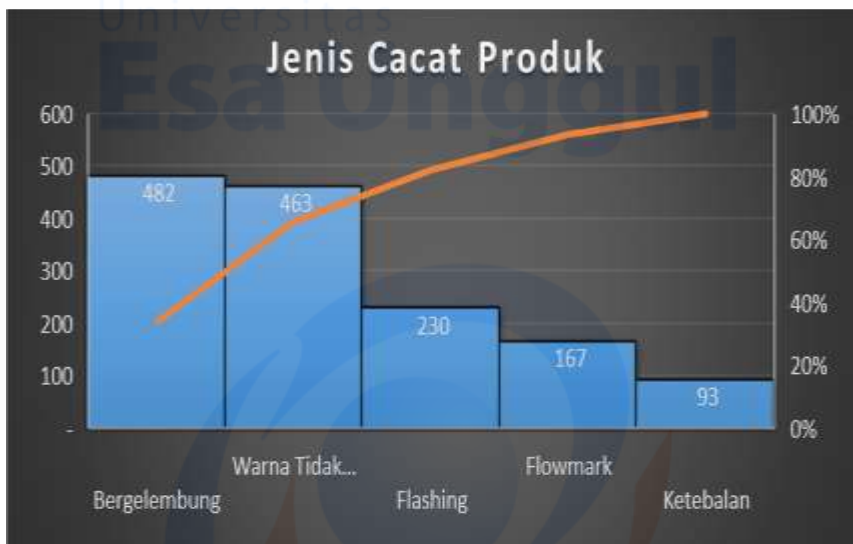 Universitas
Esa Unggul
Jenis Cacat Produk
600
500
400
300
200
100
-
100%
80%
60%
40%
20%
0%
482
463
230
167
93
Warna Tidak...
Flowmark
Bergelembung
Flashing
Ketebalan